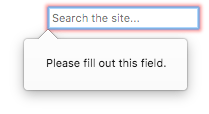 Search the site...
Please fill out this field.